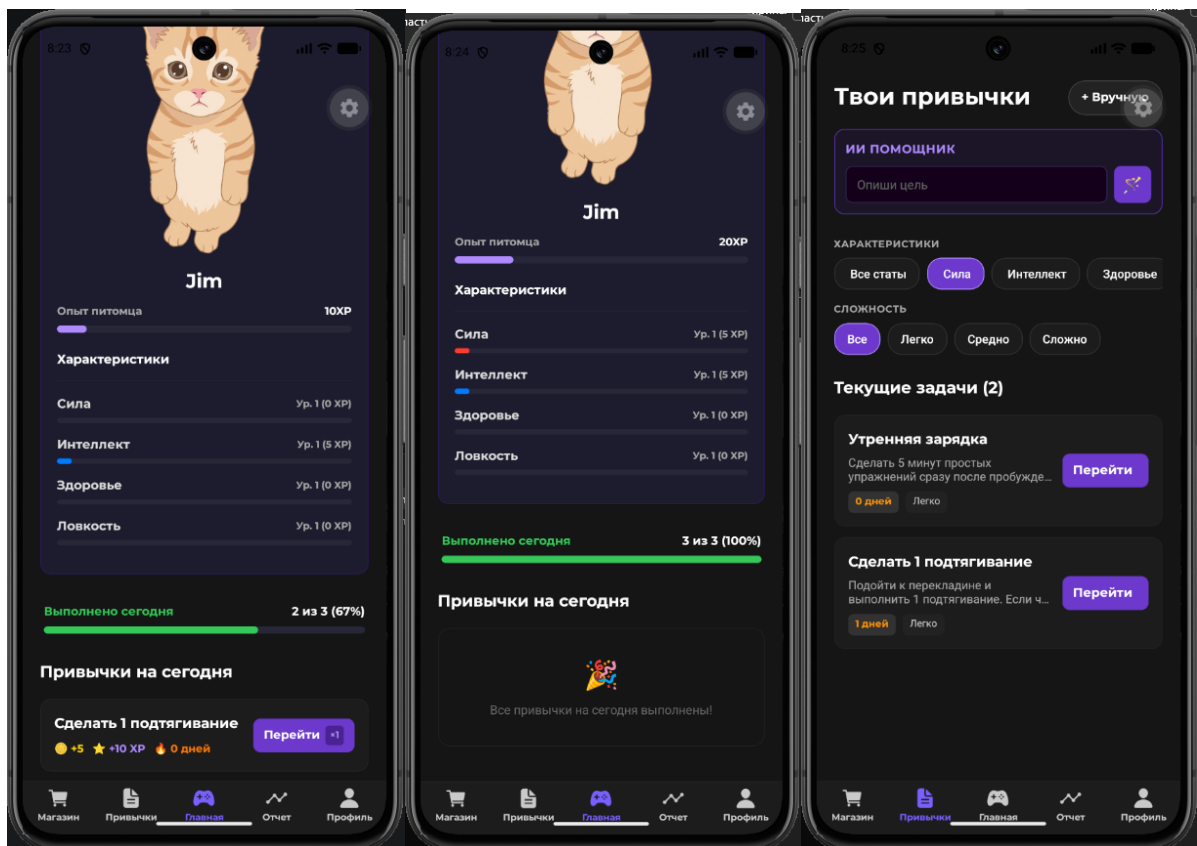 8:23
Jim
Опыт питомца 10XP
Характеристики
Сила Ур. 1 (0 XP)
Интеллект Ур. 1 (5 XP)
Здоровье Ур. 1 (0 XP)
Ловкость Ур. 1 (0 XP)
Выполнено сегодня 2 из 3 (67%)
Привычки на сегодня
Сделать 1 подтягивание
+5 +10 XP 0 дней
Перейти ×1
Магазин Привычки Главная Отчет Профиль
8:24
Jim
Опыт питомца 20XP
Характеристики
Сила Ур. 1 (5 XP)
Интеллект Ур. 1 (5 XP)
Здоровье Ур. 1 (0 XP)
Ловкость Ур. 1 (0 XP)
Выполнено сегодня 3 из 3 (100%)
Привычки на сегодня
Все привычки на сегодня выполнены!
Магазин Привычки Главная Отчет Профиль
8:25
Твои привычки + Вручную
ИИ ПОМОЩНИК
Опиши цель
ХАРАКТЕРИСТИКИ
Все статы Сила Интеллект Здоровье
СЛОЖНОСТЬ
Все Легко Средно Сложно
Текущие задачи (2)
Утренняя зарядка
Сделать 5 минут простых
упражнений сразу после пробужде...
Перейти
0 дней Легко
Сделать 1 подтягивание
Подойти к перекладине и
выполнить 1 подтягивание. Если ч...
Перейти
1 дней Легко
Магазин Привычки Главная Отчет Профиль